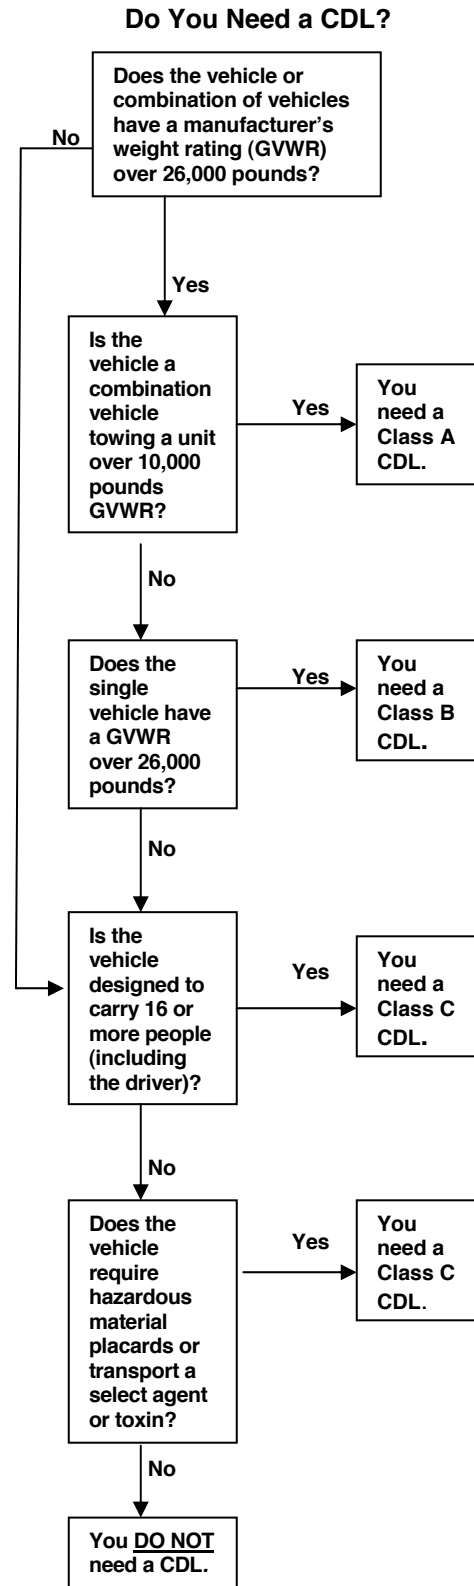 Do You Need a CDL?
Does the vehicle or
combination of vehicles
have a manufacturer’s
weight rating (GVWR)
over 26,000 pounds?
No
Yes
Is the
vehicle a
combination
vehicle
towing a unit
over 10,000
pounds
GVWR?
Yes
You
need a
Class A
CDL.
No
Does the
single
vehicle have
a GVWR
over 26,000
pounds?
Yes
You
need a
Class B
CDL.
No
Is the
vehicle
designed to
carry 16 or
more people
(including
the driver)?
Yes
You
need a
Class C
CDL.
No
Does the
vehicle
require
hazardous
material
placards or
transport a
select agent
or toxin?
Yes
You
need a
Class C
CDL.
No
You DO NOT
need a CDL.